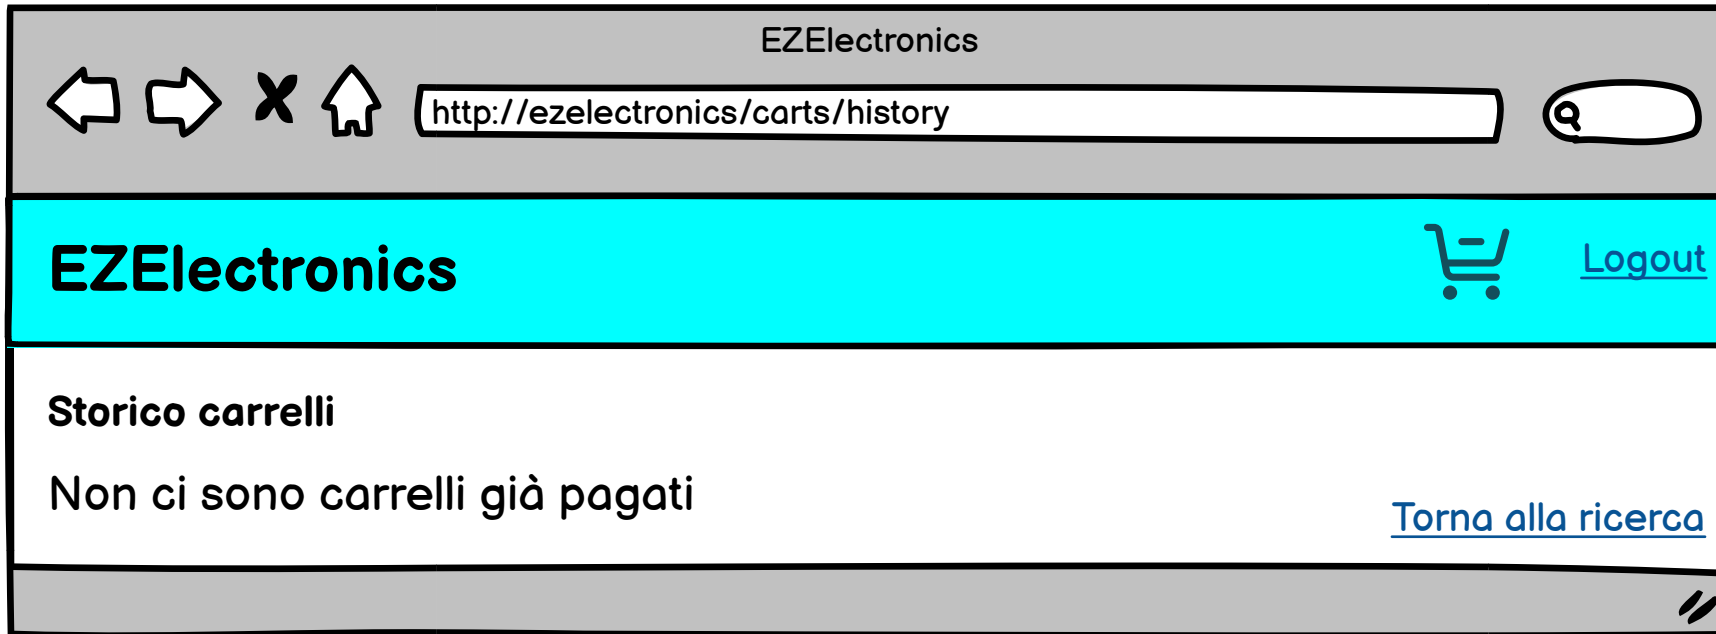 EZElectronics
http://ezelectronics/carts/history
EZElectronics
Logout
Storico carrelli
Non ci sono carrelli già pagati
Torna alla ricerca